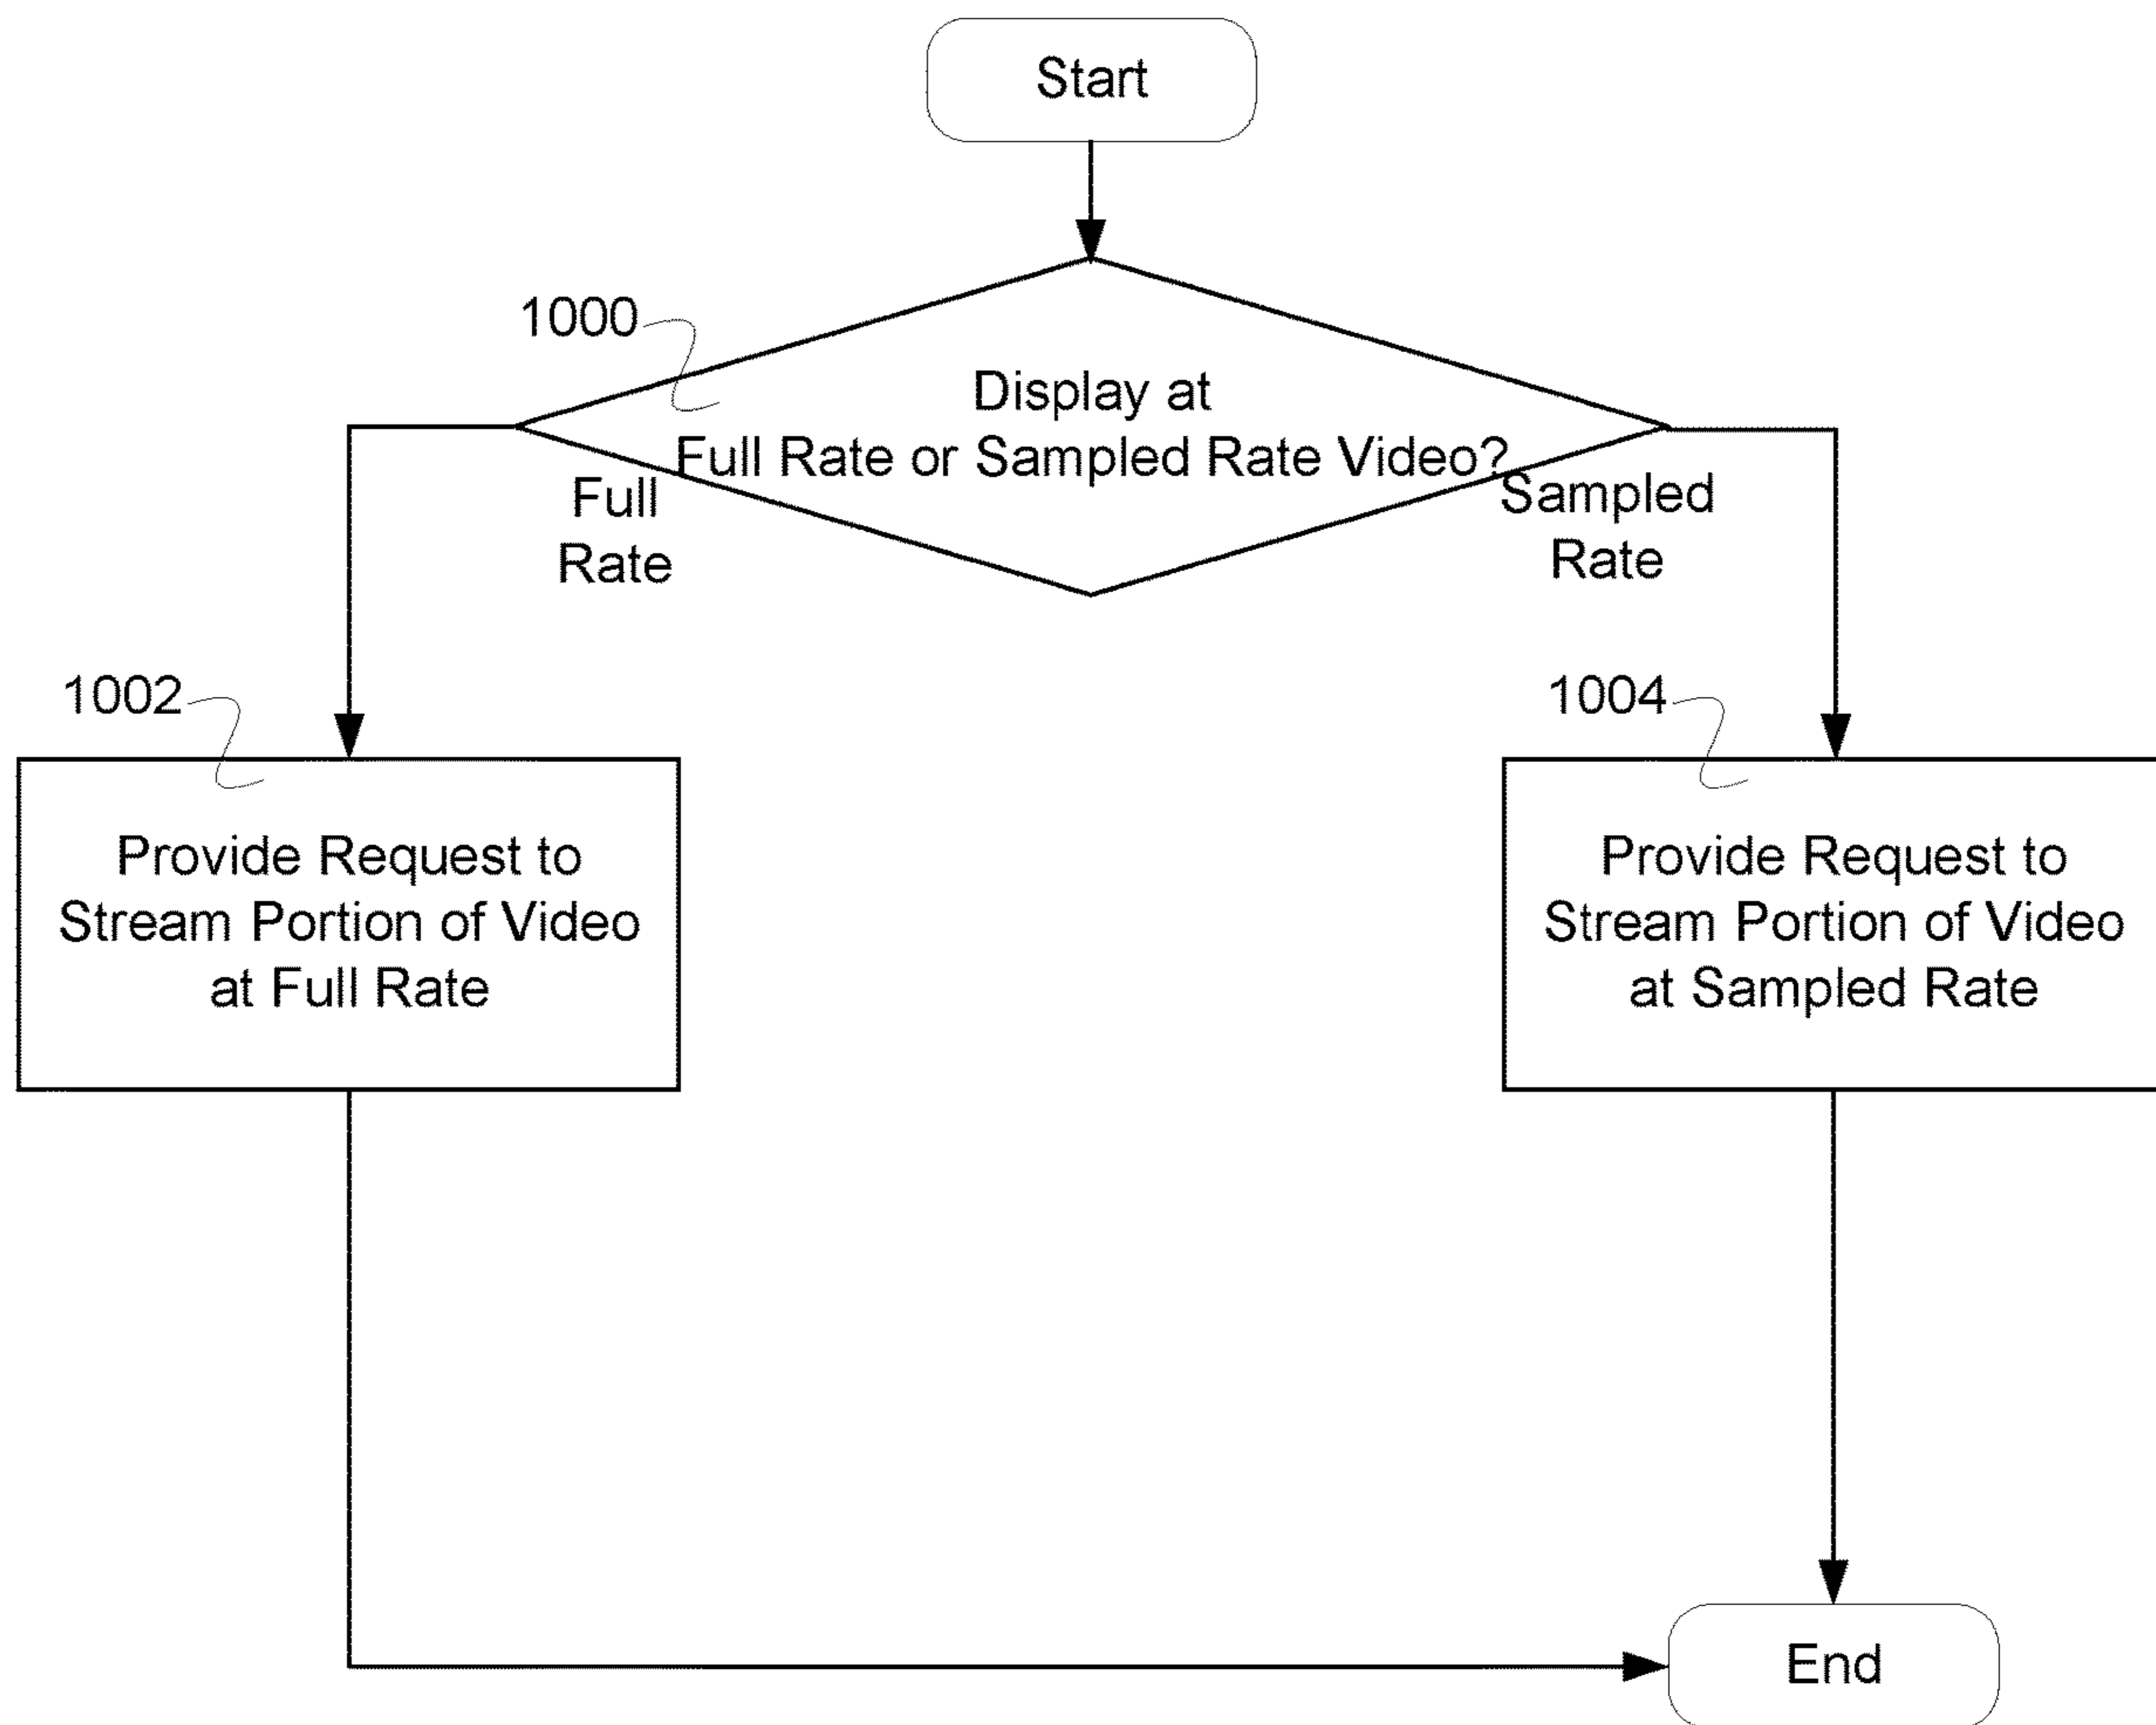 Start
1000
Display at
Full Rate or Sampled Rate Video?
Full
Rate
Sampled
Rate
1002
Provide Request to
Stream Portion of Video
at Full Rate
1004
Provide Request to
Stream Portion of Video
at Sampled Rate
End